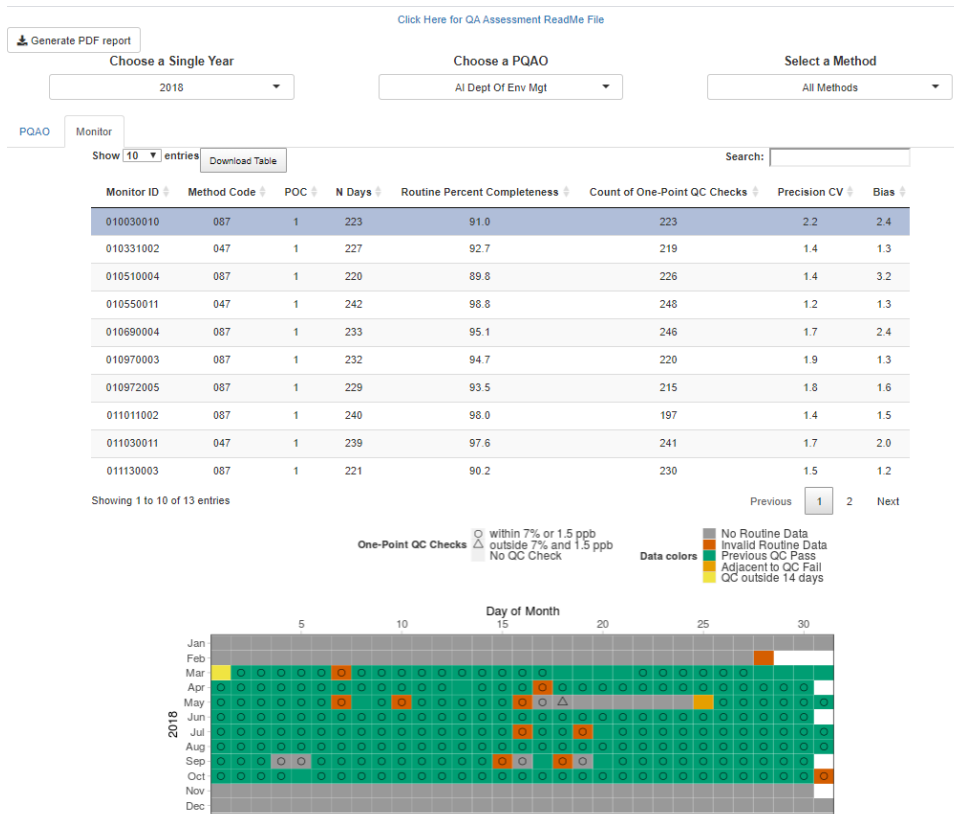 Click Here for QA Assessment ReadMe File
Generate PDF report
Choose a Single Year Choose a PQAO Select a Method
2018 Al Dept Of Env Mgt All Methods
PQAO Monitor
Show 10 entries Download Table Search:
Monitor ID Method Code POC N Days Routine Percent Completeness Count of One-Point QC Checks Precision CV Bias
010030010 087 1 223 91.0 223 2.2 2.4
010331002 047 1 227 92.7 219 1.4 1.3
010510004 087 1 220 89.8 226 1.4 3.2
010550011 047 1 242 98.8 248 1.2 1.3
010690004 087 1 233 95.1 246 1.7 2.4
010970003 087 1 232 94.7 220 1.9 1.3
010972005 087 1 229 93.5 215 1.8 1.6
011011002 087 1 240 98.0 197 1.4 1.5
011030011 047 1 239 97.6 241 1.7 2.0
011130003 087 1 221 90.2 230 1.5 1.2
Showing 1 to 10 of 13 entries Previous 1 2 Next
One-Point QC Checks
within 7% or 1.5 ppb
outside 7% and 1.5 ppb
No QC Check
Data colors
No Routine Data
Invalid Routine Data
Previous QC Pass
Adjacent to QC Fail
QC outside 14 days
Day of Month
5 10 15 20 25 30
2018
Jan
Feb
Mar
Apr
May
Jun
Jul
Aug
Sep
Oct
Nov
Dec